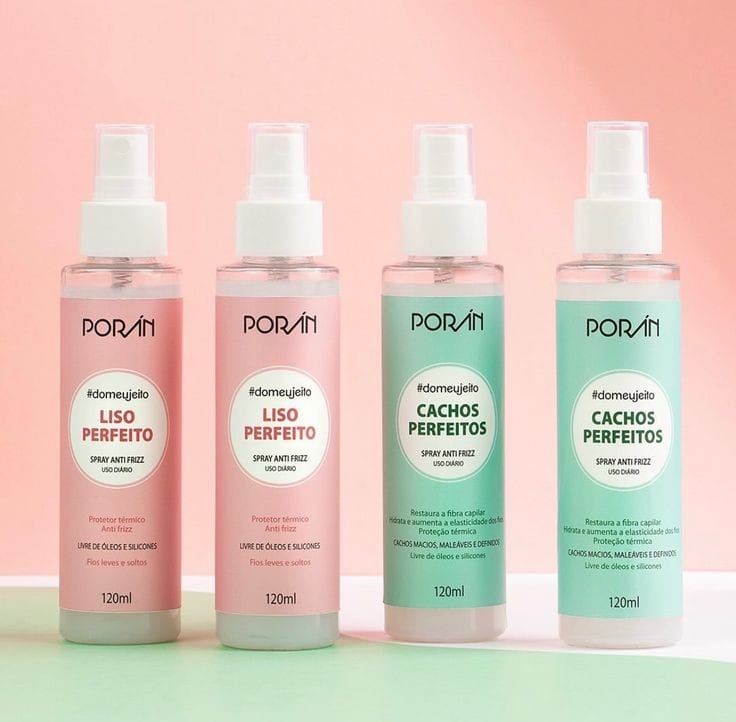 PORÁN
#domeujeito
LISO
PERFEITO
SPRAY ANTI FRIZZ
USO DIÁRIO
Protetor térmico
Anti frizz
LIVRE DE ÓLEOS E SILICONES
Fios leves e soltos
120ml
PORÁN
#domeujeito
LISO
PERFEITO
SPRAY ANTI FRIZZ
USO DIÁRIO
Protetor térmico
Anti frizz
LIVRE DE ÓLEOS E SILICONES
Fios leves e soltos
120ml
PORÁN
#domeujeito
CACHOS
PERFEITOS
SPRAY ANTI FRIZZ
USO DIÁRIO
Restaura a fibra capilar
Hidrata e aumenta a elasticidade dos fios
Proteção térmica
CACHOS MACIOS, MALEÁVEIS E DEFINIDOS
Livre de óleos e silicones
120ml
PORÁN
#domeujeito
CACHOS
PERFEITOS
SPRAY ANTI FRIZZ
USO DIÁRIO
Restaura a fibra capilar
Hidrata e aumenta a elasticidade dos fios
Proteção térmica
CACHOS MACIOS, MALEÁVEIS E DEFINIDOS
Livre de óleos e silicones
120ml